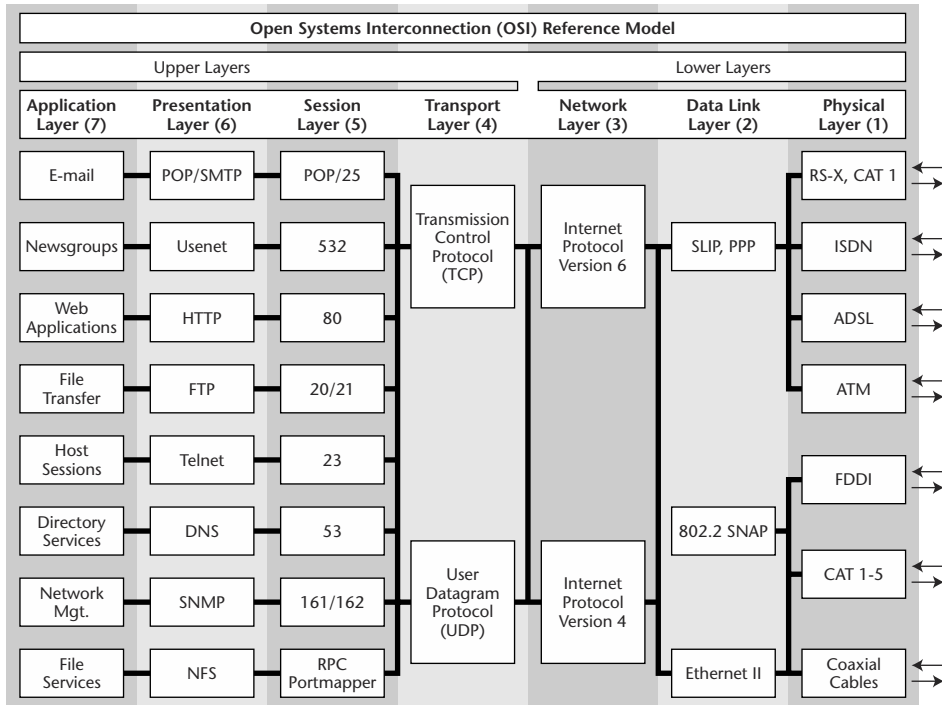 Open Systems Interconnection (OSI) Reference Model
Upper Layers
Lower Layers
Application
Layer (7)
Presentation
Layer (6)
Session
Layer (5)
Transport
Layer (4)
Network
Layer (3)
Data Link
Layer (2)
Physical
Layer (1)
E-mail
POP/SMTP
POP/25
Newsgroups
Usenet
532
Web
Applications
HTTP
80
File
Transfer
FTP
20/21
Host
Sessions
Telnet
23
Directory
Services
DNS
53
Network
Mgt.
SNMP
161/162
File
Services
NFS
RPC
Portmapper
Transmission
Control
Protocol
(TCP)
User
Datagram
Protocol
(UDP)
Internet
Protocol
Version 6
Internet
Protocol
Version 4
SLIP, PPP
802.2 SNAP
Ethernet II
RS-X, CAT 1
ISDN
ADSL
ATM
FDDI
CAT 1-5
Coaxial
Cables